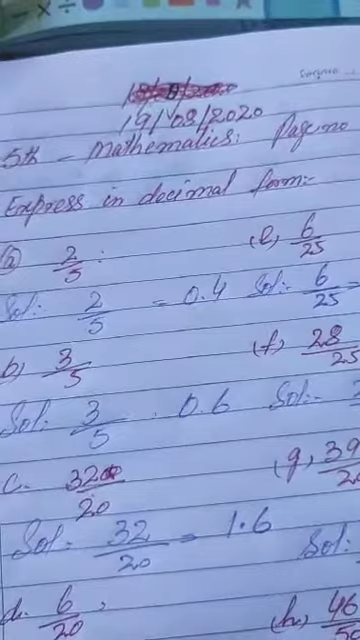 19/08/2020
5th - Mathematics: Page no
Express in decimal form:-
(a) 2/5 :
Sol: 2/5 = 0.4
b) 3/5
Sol: 3/5 . 0.6
c. 32/20
Sol. 32/20 = 1.6
d. 6/20 ,
(e) 6/25
Sol: 6/25 =
(f) 28/25
Sol:-
(g) 39/2
Sol:
(h) 46/5